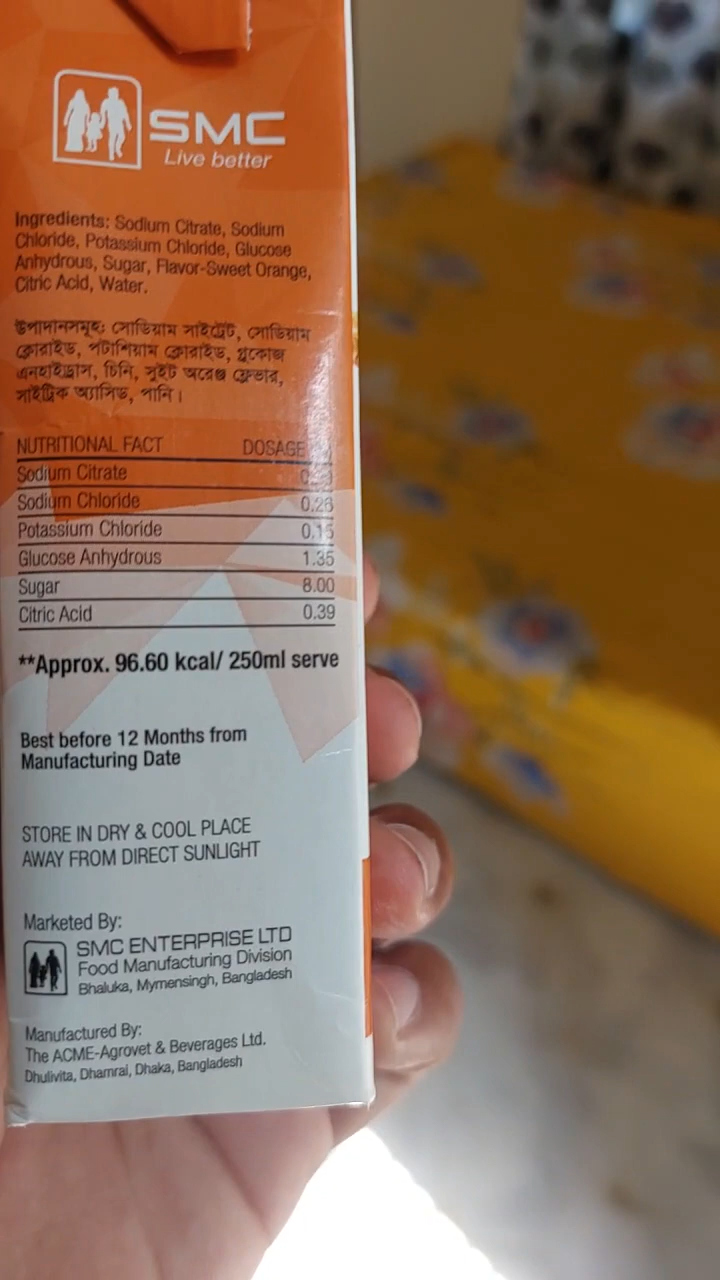 SMC
Live better
Ingredients: Sodium Citrate, Sodium
Chloride, Potassium Chloride, Glucose
Anhydrous, Sugar, Flavor-Sweet Orange,
Citric Acid, Water.
উপাদানসমূহ: সোডিয়াম সাইট্রেট, সোডিয়াম
ক্লোরাইড, পটাশিয়াম ক্লোরাইড, গ্লুকোজ
এনহাইড্রাস, চিনি, সুইট অরেঞ্জ ফ্লেভার,
সাইট্রিক অ্যাসিড, পানি।
NUTRITIONAL FACT DOSAGE
Sodium Citrate
Sodium Chloride 0.26
Potassium Chloride 0.15
Glucose Anhydrous 1.35
Sugar 8.00
Citric Acid 0.39
**Approx. 96.60 kcal/ 250ml serve
Best before 12 Months from
Manufacturing Date
STORE IN DRY & COOL PLACE
AWAY FROM DIRECT SUNLIGHT
Marketed By:
SMC ENTERPRISE LTD
Food Manufacturing Division
Bhaluka, Mymensingh, Bangladesh
Manufactured By:
The ACME-Agrovet & Beverages Ltd.
Dhulivita, Dhamrai, Dhaka, Bangladesh